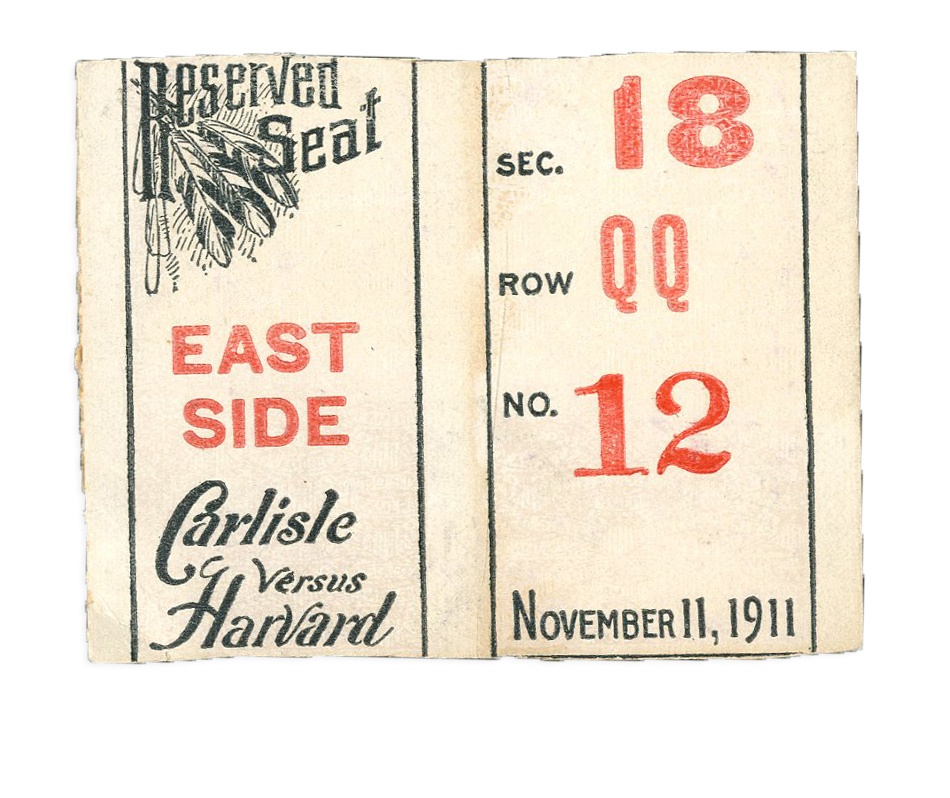 Reserved
Seat
EAST
SIDE
Carlisle
Versus
Harvard
SEC. 18
ROW QQ
NO. 12
NOVEMBER 11, 1911